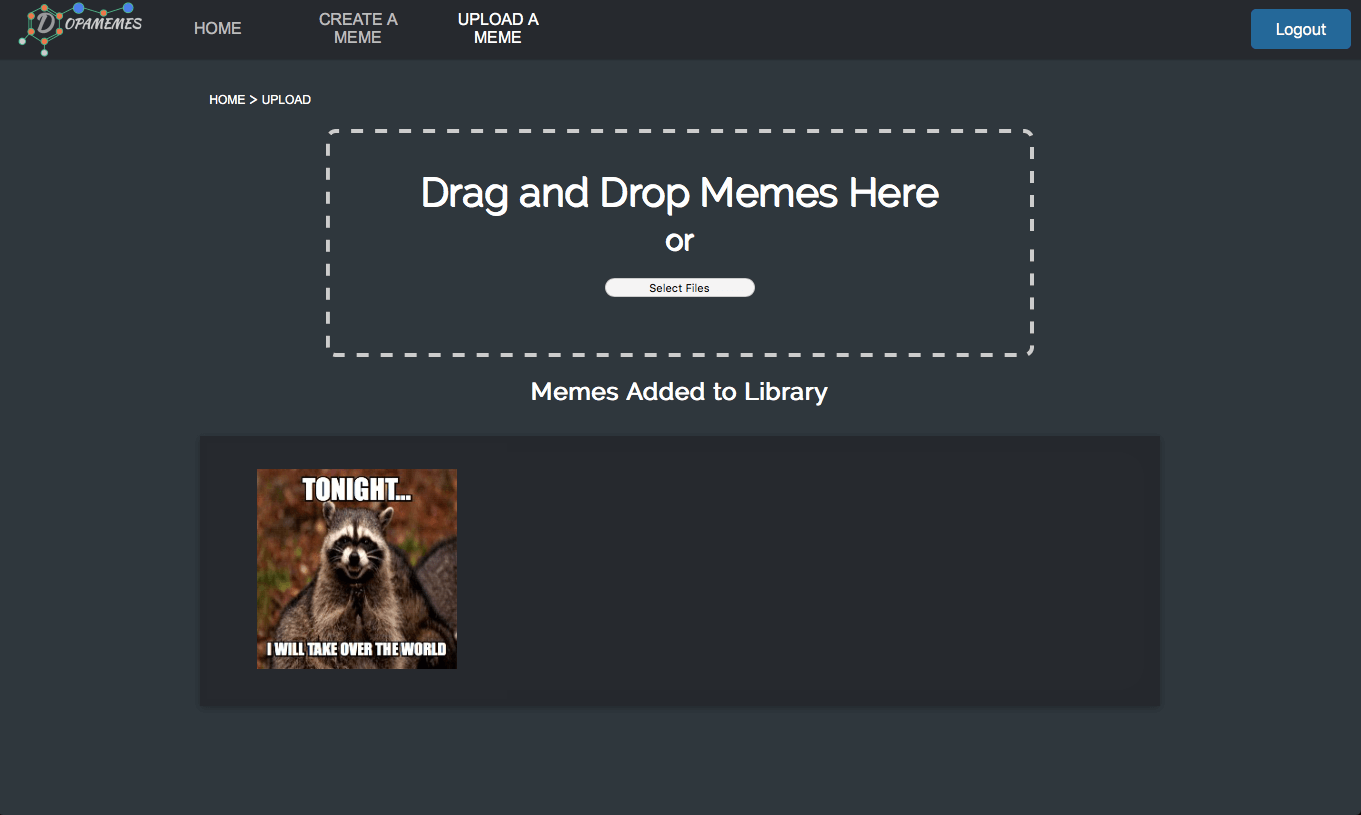 DOPAMEMES
HOME
CREATE A
MEME
UPLOAD A
MEME
Logout
HOME > UPLOAD
Drag and Drop Memes Here
or
Select Files
Memes Added to Library
TONIGHT...
I WILL TAKE OVER THE WORLD